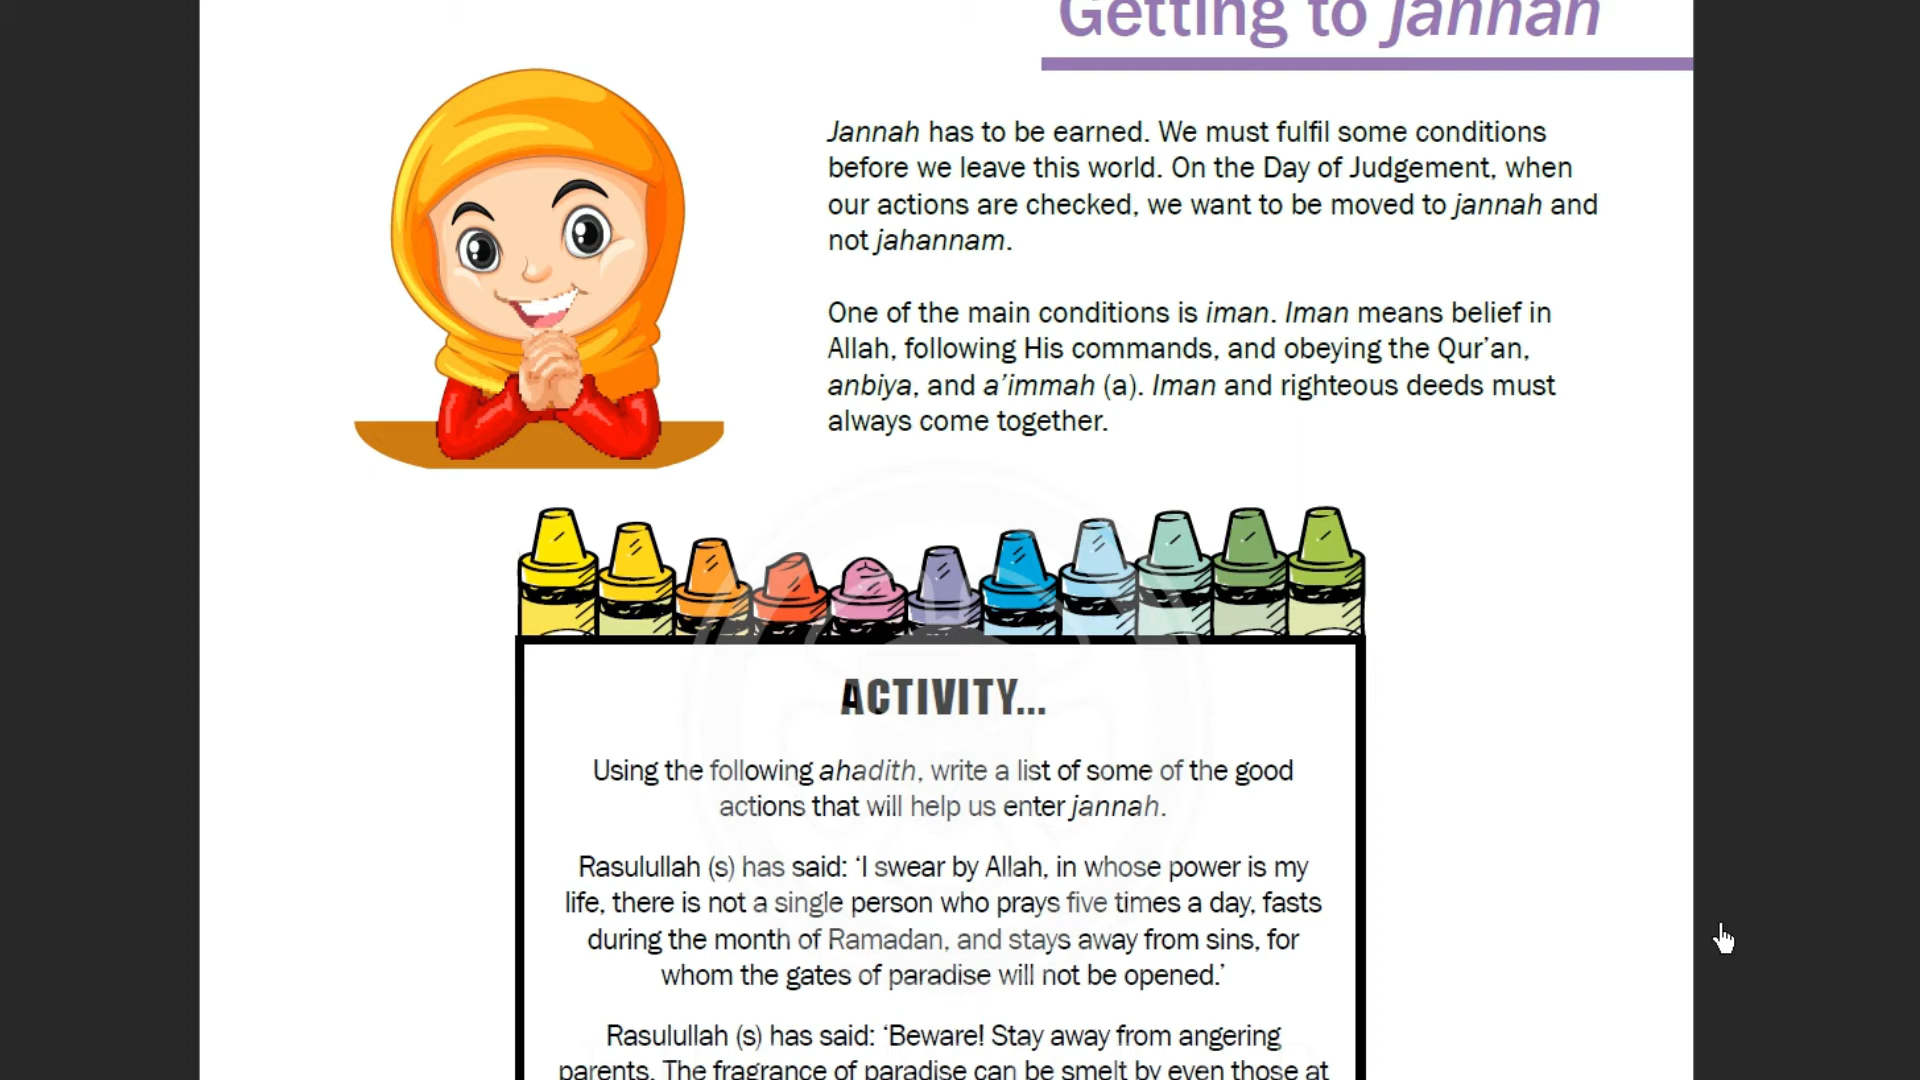 Getting to jannah
Jannah has to be earned. We must fulfil some conditions
before we leave this world. On the Day of Judgement, when
our actions are checked, we want to be moved to jannah and
not jahannam.
One of the main conditions is iman. Iman means belief in
Allah, following His commands, and obeying the Qur’an,
anbiya, and a’immah (a). Iman and righteous deeds must
always come together.
ACTIVITY...
Using the following ahadith, write a list of some of the good
actions that will help us enter jannah.
Rasulullah (s) has said: ‘I swear by Allah, in whose power is my
life, there is not a single person who prays five times a day, fasts
during the month of Ramadan, and stays away from sins, for
whom the gates of paradise will not be opened.’
Rasulullah (s) has said: ‘Beware! Stay away from angering
parents. The fragrance of paradise can be smelt by even those at